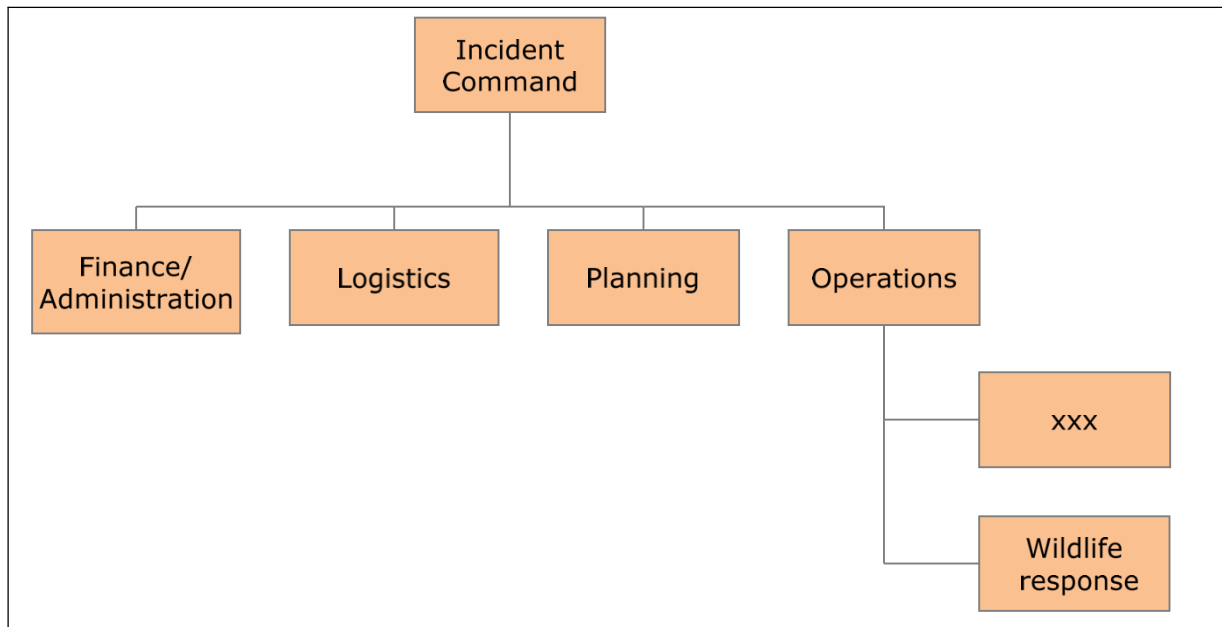 Incident
Command
Finance/
Administration
Logistics
Planning
Operations
xxx
Wildlife
response